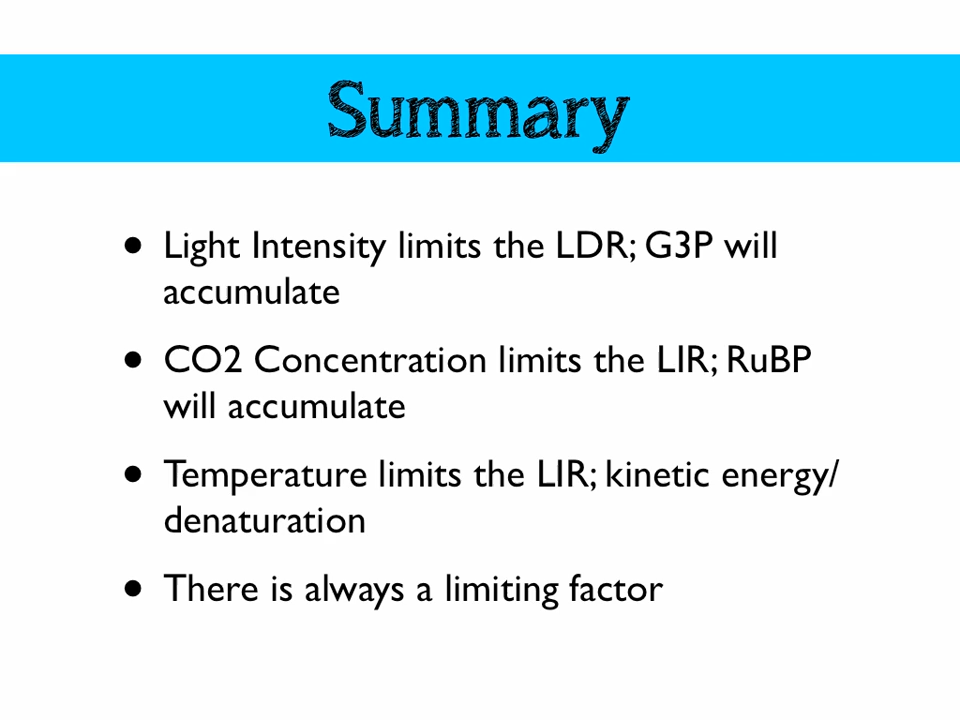 Summary
• Light Intensity limits the LDR; G3P will
accumulate
• CO2 Concentration limits the LIR; RuBP
will accumulate
• Temperature limits the LIR; kinetic energy/
denaturation
• There is always a limiting factor